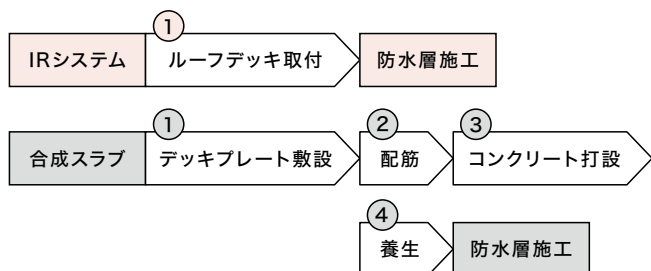 ①
IRシステム ルーフデッキ取付 防水層施工
① ② ③
合成スラブ デッキプレート敷設 配筋 コンクリート打設
④
養生 防水層施工